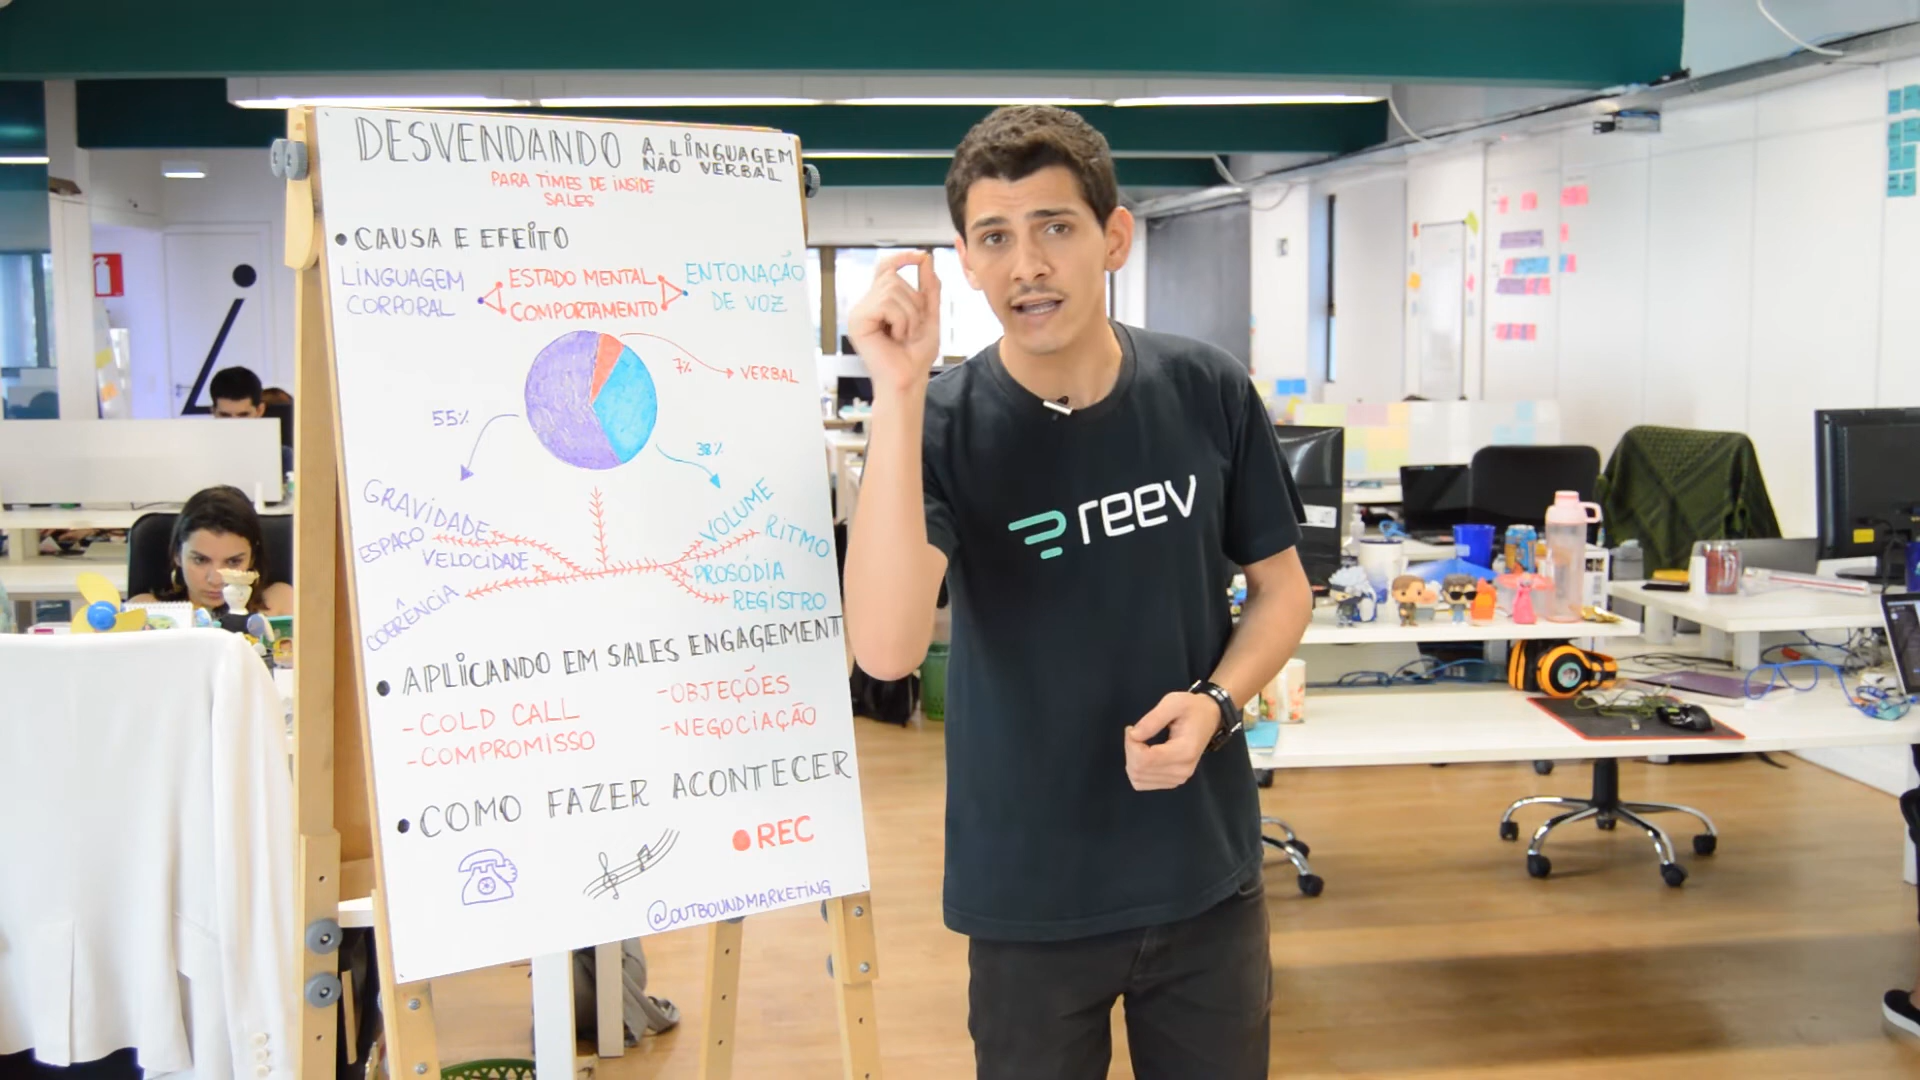 DESVENDANDO A LINGUAGEM
NÃO VERBAL
PARA TIMES DE INSIDE
SALES
• CAUSA E EFEITO
LINGUAGEM
CORPORAL
ESTADO MENTAL
COMPORTAMENTO
ENTONAÇÃO
DE VOZ
7%
VERBAL
55%
38%
GRAVIDADE
ESPAÇO
VELOCIDADE
COERÊNCIA
VOLUME
RITMO
PROSÓDIA
REGISTRO
• APLICANDO EM SALES ENGAGEMENT
-COLD CALL
-COMPROMISSO
-OBJEÇÕES
-NEGOCIAÇÃO
• COMO FAZER ACONTECER
REC
@OUTBOUNDMARKETING
reev